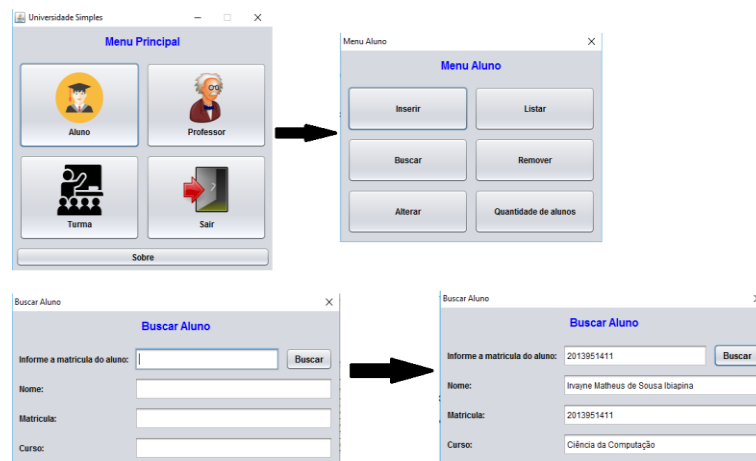 Universidade Simples
Menu Principal
Aluno
Professor
Turma
Sair
Sobre
Menu Aluno
Menu Aluno
Inserir
Listar
Buscar
Remover
Alterar
Quantidade de alunos
Buscar Aluno
Buscar Aluno
Informe a matricula do aluno:
Buscar
Nome:
Matricula:
Curso:
Buscar Aluno
Buscar Aluno
Informe a matricula do aluno: 2013951411 Buscar
Nome: Irvayne Matheus de Sousa Ibiapina
Matricula: 2013951411
Curso: Ciência da Computação